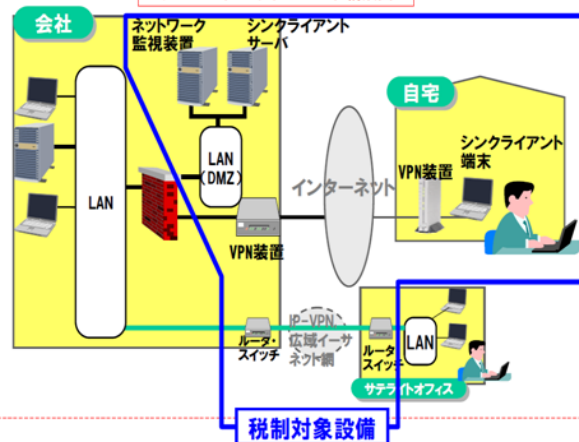 会社
ネットワーク
監視装置
シンクライアント
サーバ
自宅
LAN
LAN
(DMZ)
インターネット
VPN装置
シンクライアント
端末
VPN装置
ルータ・
スイッチ
IP-VPN、
広域イーサ
ネット網
ルータ・
スイッチ
LAN
サテライトオフィス
税制対象設備